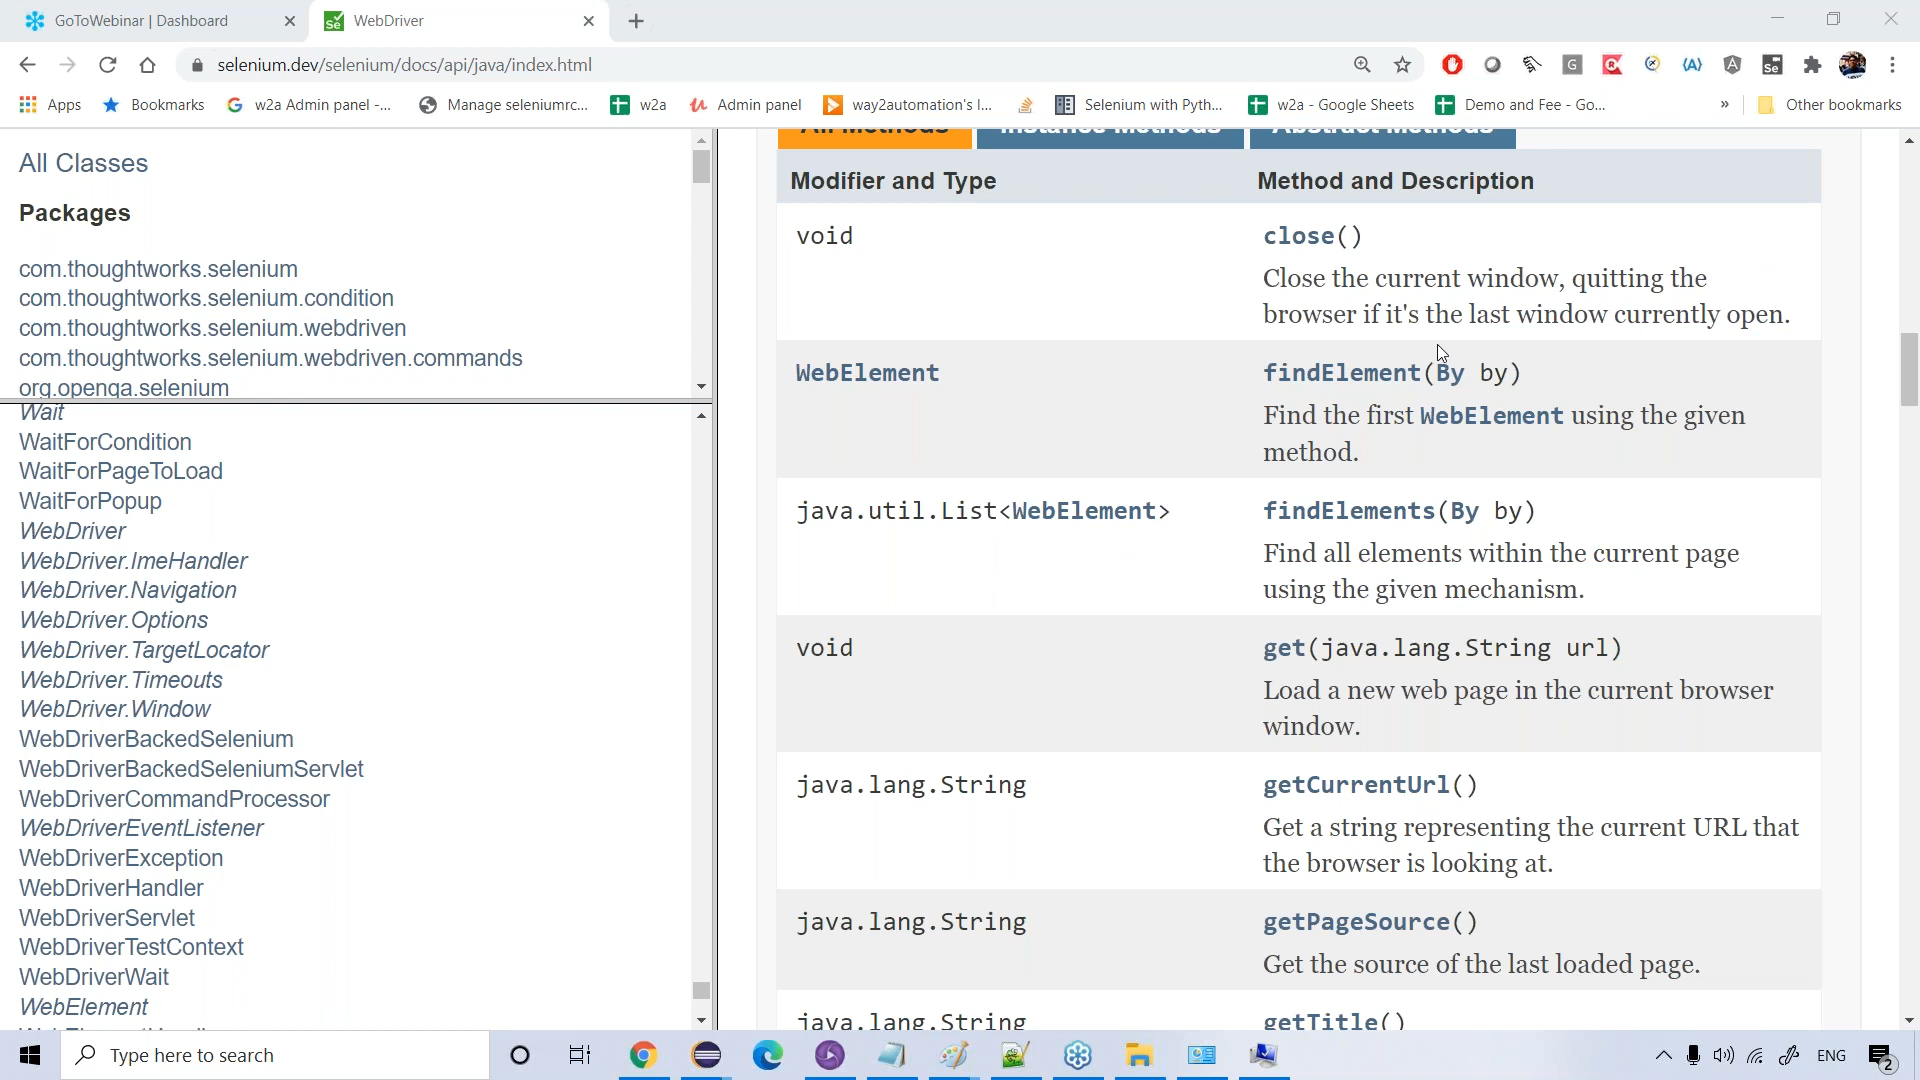 GoToWebinar | Dashboard
WebDriver
selenium.dev/selenium/docs/api/java/index.html
Apps
Bookmarks
w2a Admin panel -...
Manage seleniumrc...
w2a
Admin panel
way2automation's I...
Selenium with Pyth...
w2a - Google Sheets
Demo and Fee - Go...
»
Other bookmarks
All Classes
Packages
com.thoughtworks.selenium
com.thoughtworks.selenium.condition
com.thoughtworks.selenium.webdriven
com.thoughtworks.selenium.webdriven.commands
org.openqa.selenium
Wait
WaitForCondition
WaitForPageToLoad
WaitForPopup
WebDriver
WebDriver.ImeHandler
WebDriver.Navigation
WebDriver.Options
WebDriver.TargetLocator
WebDriver.Timeouts
WebDriver.Window
WebDriverBackedSelenium
WebDriverBackedSeleniumServlet
WebDriverCommandProcessor
WebDriverEventListener
WebDriverException
WebDriverHandler
WebDriverServlet
WebDriverTestContext
WebDriverWait
WebElement
All Methods
Instance Methods
Abstract Methods
Modifier and Type
Method and Description
void
close()
Close the current window, quitting the
browser if it's the last window currently open.
WebElement
findElement(By by)
Find the first WebElement using the given
method.
java.util.List<WebElement>
findElements(By by)
Find all elements within the current page
using the given mechanism.
void
get(java.lang.String url)
Load a new web page in the current browser
window.
java.lang.String
getCurrentUrl()
Get a string representing the current URL that
the browser is looking at.
java.lang.String
getPageSource()
Get the source of the last loaded page.
java.lang.String
getTitle()
Type here to search
ENG
2